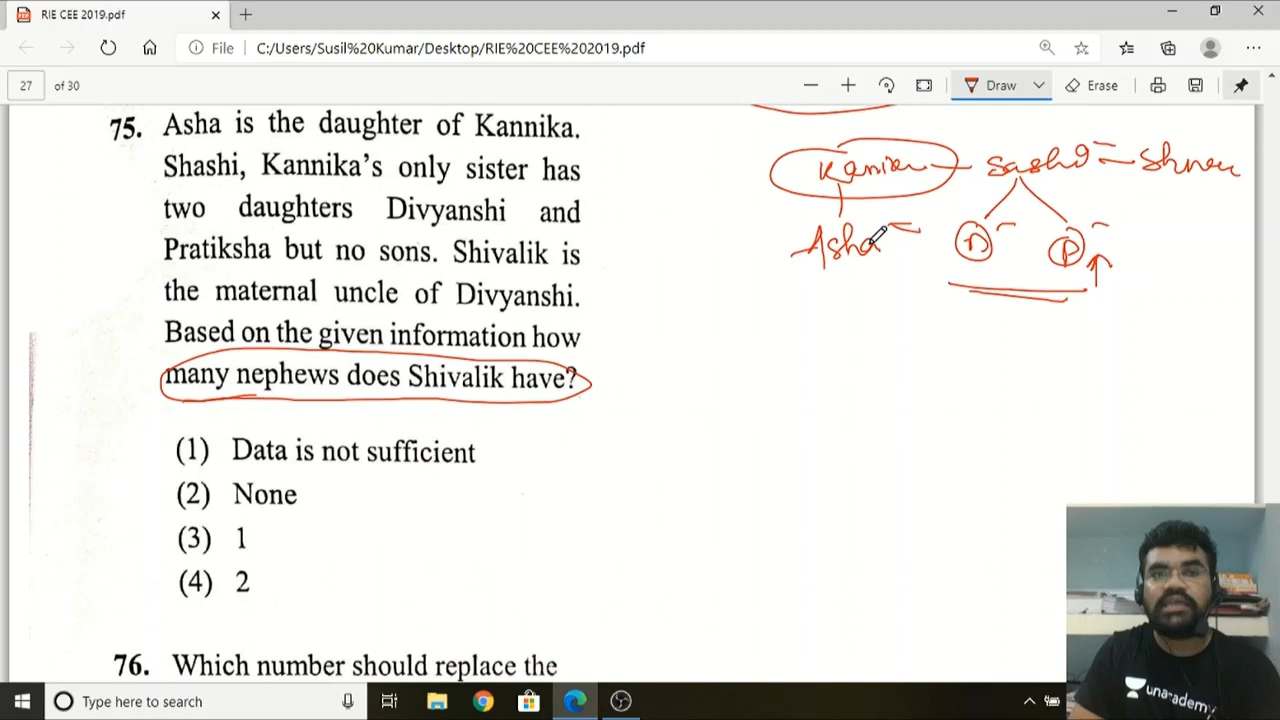 RIE CEE 2019.pdf
File C:/Users/Susil%20Kumar/Desktop/RIE%20CEE%202019.pdf
27 of 30 Draw Erase
75. Asha is the daughter of Kannika.
Shashi, Kannika's only sister has
two daughters Divyanshi and
Pratiksha but no sons. Shivalik is
the maternal uncle of Divyanshi.
Based on the given information how
many nephews does Shivalik have?
(1) Data is not sufficient
(2) None
(3) 1
(4) 2
76. Which number should replace the
Sashi
Asha D P
unacademy
Type here to search